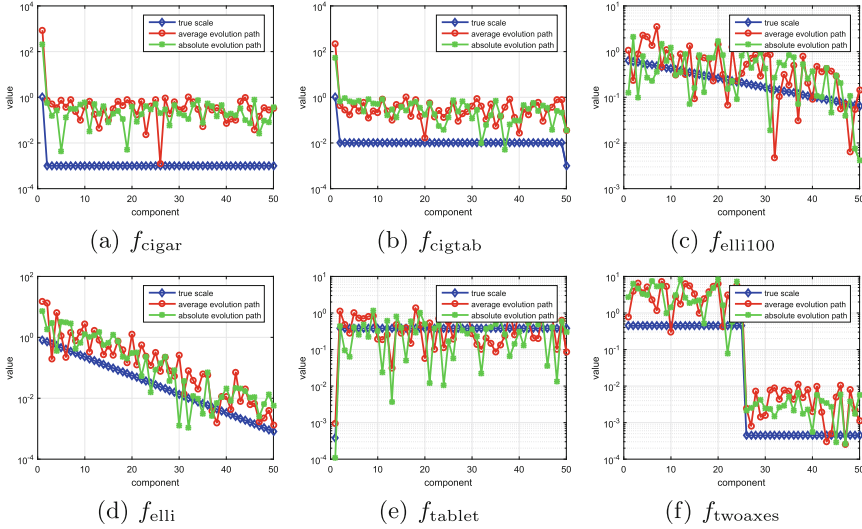 10^4
10^2
10^0
10^-2
10^-4
value
0 10 20 30 40 50
component
true scale
average evolution path
absolute evolution path
(a) f_cigar
10^4
10^2
10^0
10^-2
10^-4
value
0 10 20 30 40 50
component
true scale
average evolution path
absolute evolution path
(b) f_cigtab
10^1
10^0
10^-1
10^-2
10^-3
value
0 10 20 30 40 50
component
true scale
average evolution path
absolute evolution path
(c) f_elli100
10^2
10^0
10^-2
10^-4
value
0 10 20 30 40 50
component
true scale
average evolution path
absolute evolution path
(d) f_elli
10^1
10^0
10^-1
10^-2
10^-3
10^-4
value
0 10 20 30 40 50
component
true scale
average evolution path
absolute evolution path
(e) f_tablet
10^1
10^0
10^-1
10^-2
10^-3
10^-4
value
0 10 20 30 40 50
component
true scale
average evolution path
absolute evolution path
(f) f_twoaxes